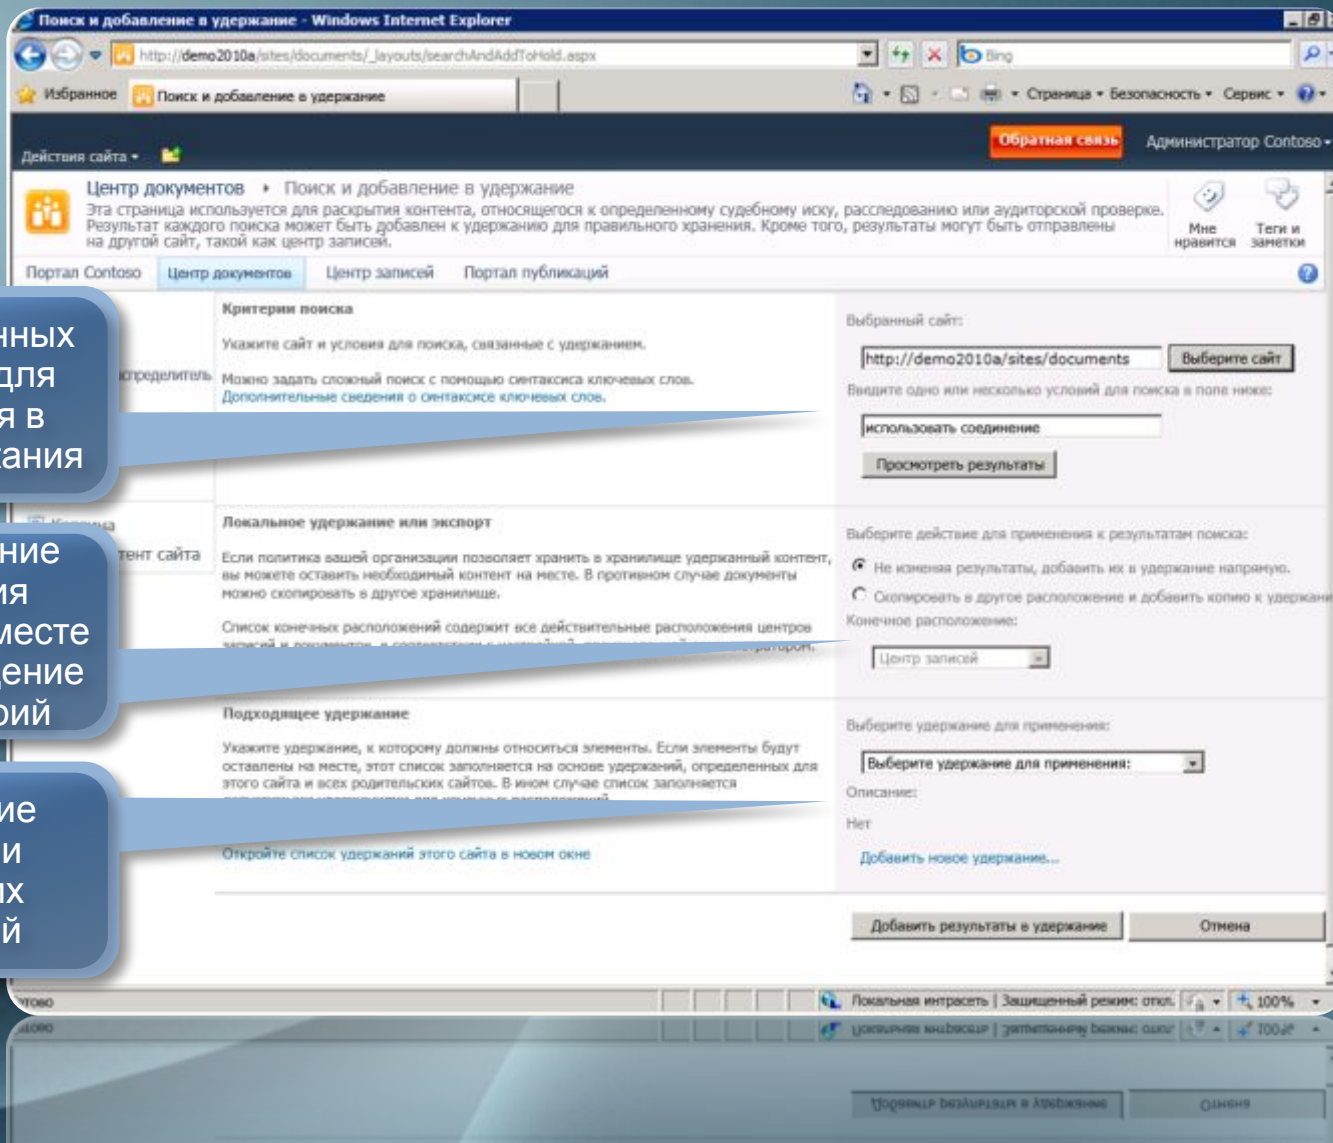 Поиск и добавление в удержание - Windows Internet Explorer
http://demo2010a/sites/documents/_layouts/searchAndAddToHold.aspx
Bing
Избранное
Поиск и добавление в удержание
Страница
Безопасность
Сервис
Обратная связь
Администратор Contoso
Действия сайта
Центр документов
Поиск и добавление в удержание
Эта страница используется для раскрытия контента, относящегося к определенному судебному иску, расследованию или аудиторской проверке.
Результат каждого поиска может быть добавлен к удержанию для правильного хранения. Кроме того, результаты могут быть отправлены
на другой сайт, такой как центр записей.
Мне
нравится
Теги и
заметки
Портал Contoso
Центр документов
Центр записей
Портал публикаций
нных
для
я в
кания
спределитель
Критерии поиска
Укажите сайт и условия для поиска, связанные с удержанием.
Можно задать сложный поиск с помощью синтаксиса ключевых слов.
Дополнительные сведения о синтаксисе ключевых слов.
Выбранный сайт:
http://demo2010a/sites/documents
Выберите сайт
Введите одно или несколько условий для поиска в поле ниже:
использовать соединение
Просмотреть результаты
Корзина
тент сайта
ние
ия
месте
дение
рий
Локальное удержание или экспорт
Если политика вашей организации позволяет хранить в хранилище удержанный контент,
вы можете оставить необходимый контент на месте. В противном случае документы
можно скопировать в другое хранилище.
Список конечных расположений содержит все действительные расположения центров
Выберите действие для применения к результатам поиска:
Не изменяя результаты, добавить их в удержание напрямую.
Скопировать в другое расположение и добавить копию к удержани
Конечное расположение:
Центр записей
ие
и
их
й
Подходящее удержание
Укажите удержание, к которому должны относиться элементы. Если элементы будут
оставлены на месте, этот список заполняется на основе удержаний, определенных для
этого сайта и всех родительских сайтов. В ином случае список заполняется
Откройте список удержаний этого сайта в новом окне
Выберите удержание для применения:
Выберите удержание для применения:
Описание:
Нет
Добавить новое удержание...
Добавить результаты в удержание
Отмена
Локальная интрасеть | Защищенный режим: откл.
100%